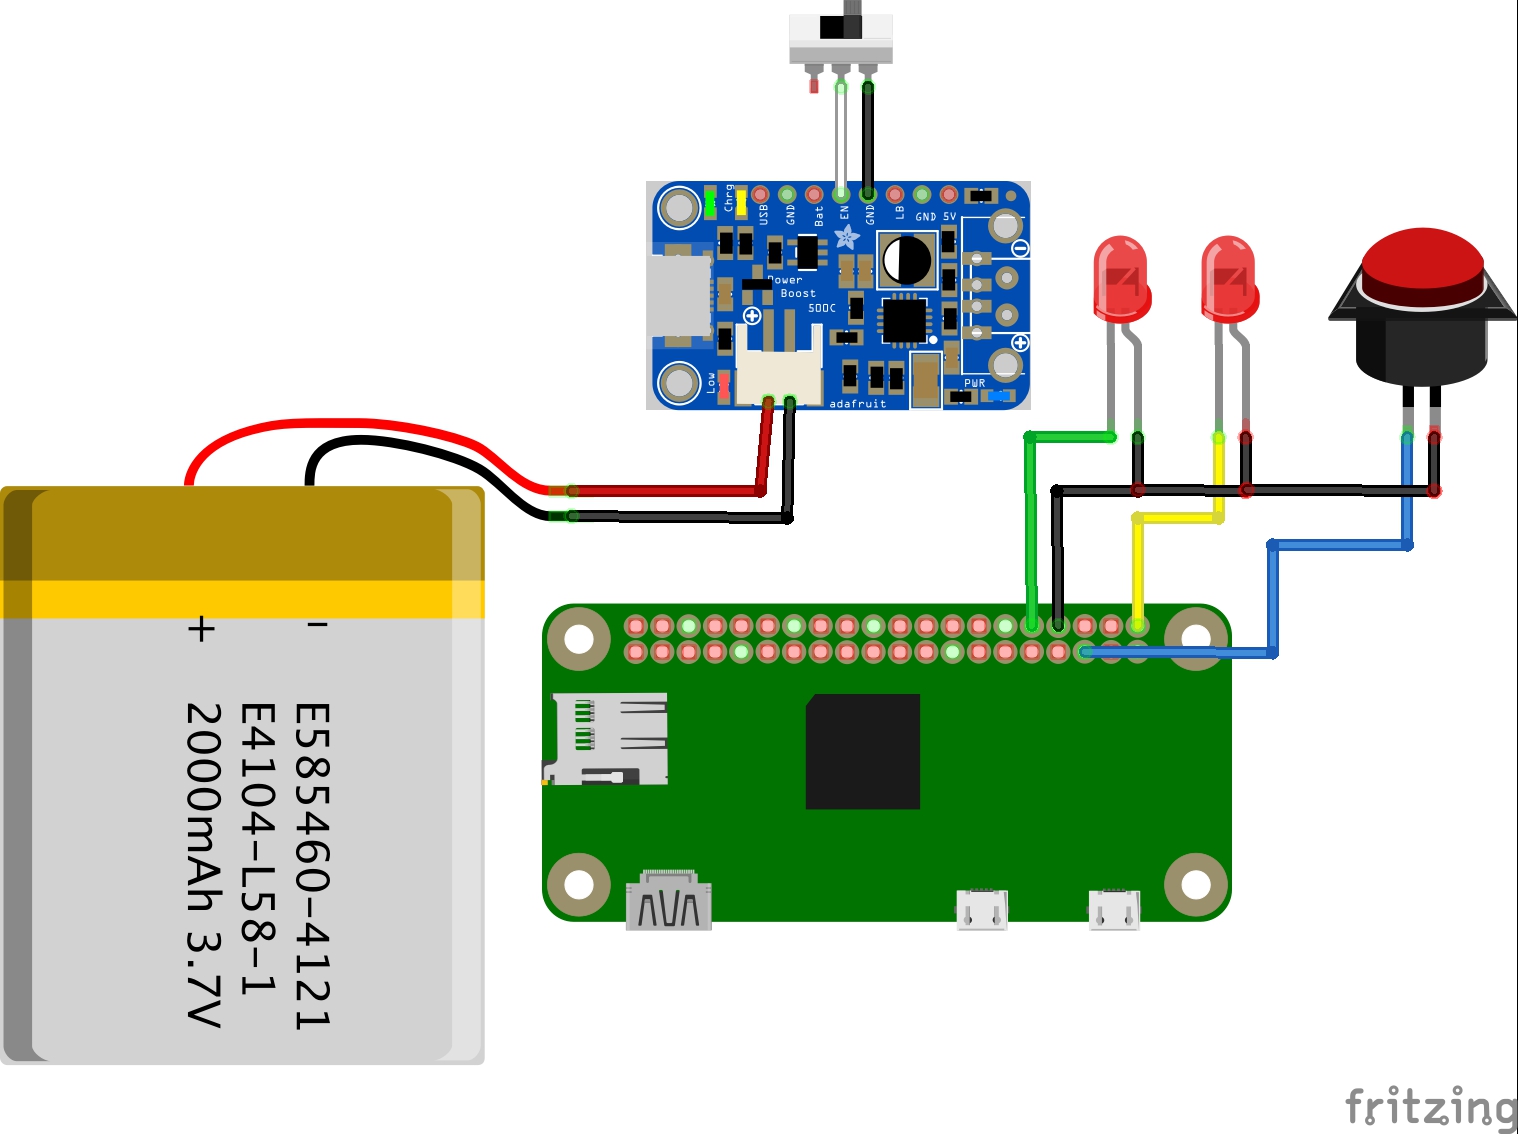 Chrg
USB
GND
Bat
EN
GND
LB
GND 5V
Power
Boost
500C
Low
PWR
adafruit
+
-
E585460-4121
E4104-L58-1
2000mAh 3.7V
fritzing